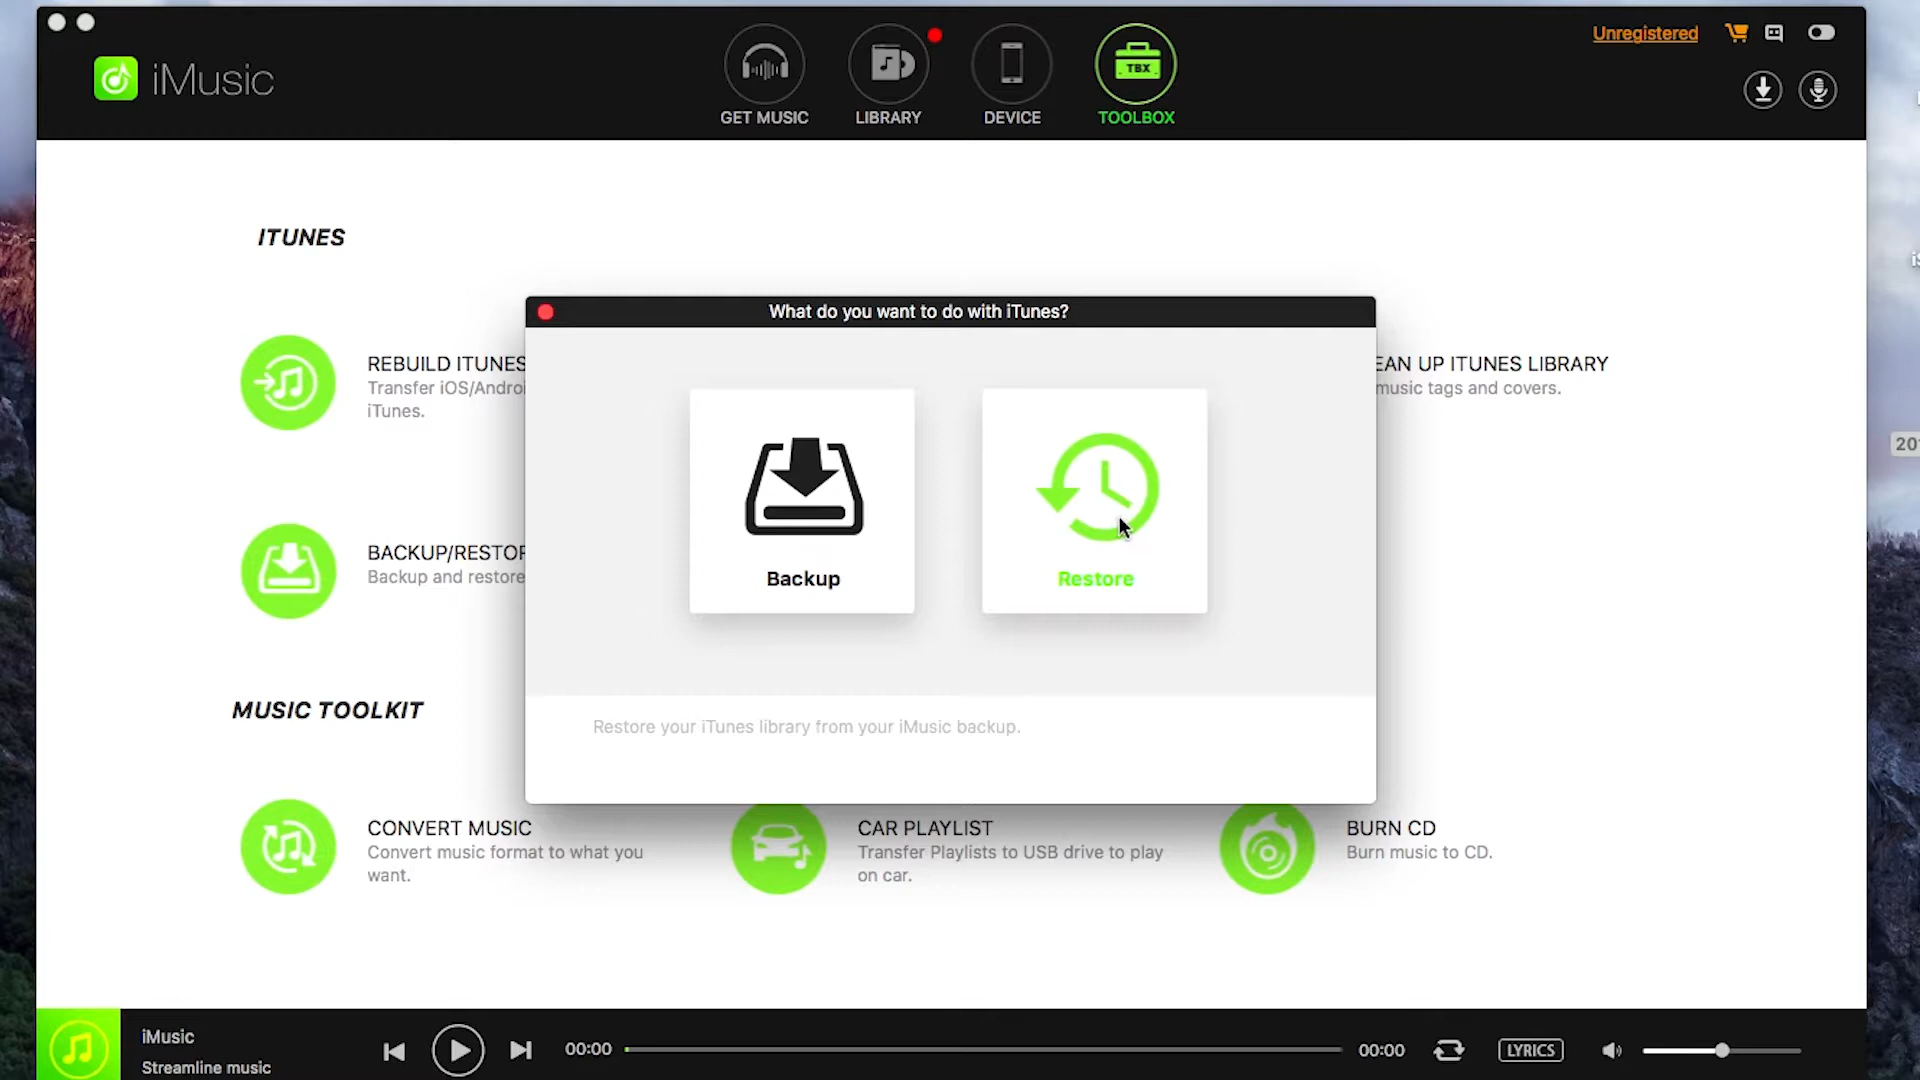 Unregistered
iMusic
TBX
GET MUSIC
LIBRARY
DEVICE
TOOLBOX
ITUNES
What do you want to do with iTunes?
REBUILD ITUNES
Transfer iOS/Androi
iTunes.
EAN UP ITUNES LIBRARY
music tags and covers.
20
Backup
Restore
BACKUP/RESTOR
Backup and restore
Restore your iTunes library from your iMusic backup.
MUSIC TOOLKIT
CONVERT MUSIC
Convert music format to what you
want.
CAR PLAYLIST
Transfer Playlists to USB drive to play
on car.
BURN CD
Burn music to CD.
iMusic
Streamline music
00:00
00:00
LYRICS